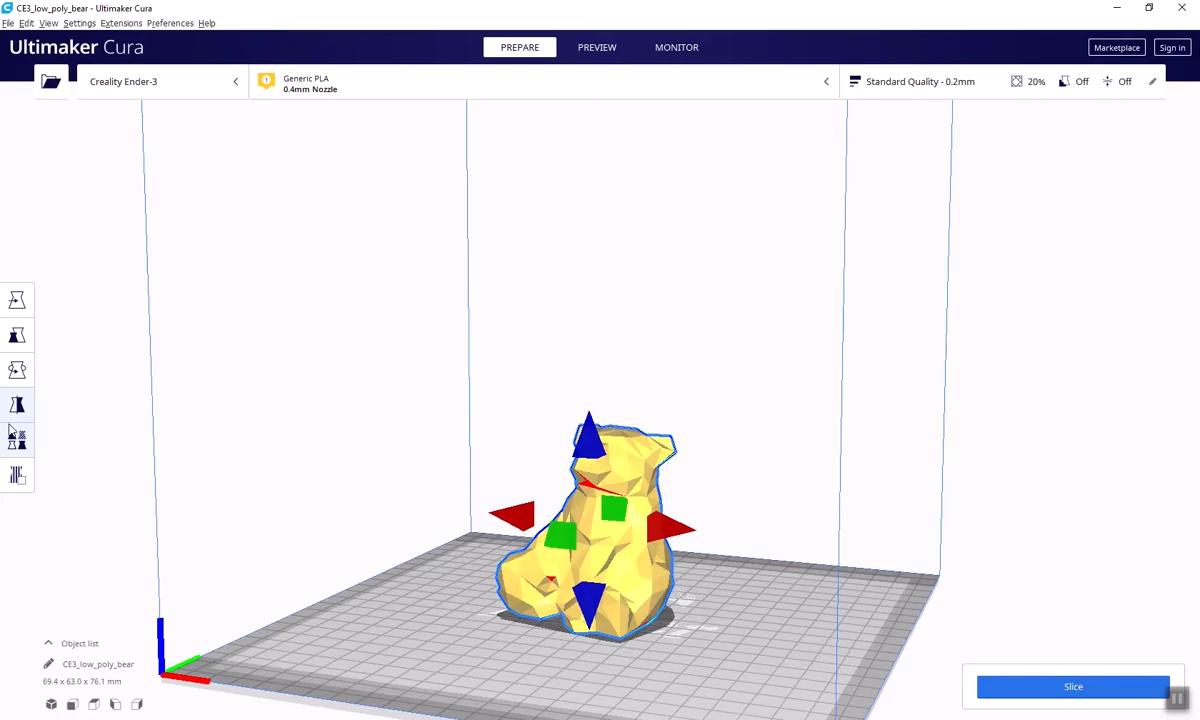 CE3_low_poly_bear - Ultimaker Cura
File Edit View Settings Extensions Preferences Help
Ultimaker Cura
PREPARE PREVIEW MONITOR
Marketplace Sign in
Creality Ender-3
Generic PLA
0.4mm Nozzle
Standard Quality - 0.2mm 20% Off Off
Object list
CE3_low_poly_bear
69.4 x 63.0 x 76.1 mm
Slice